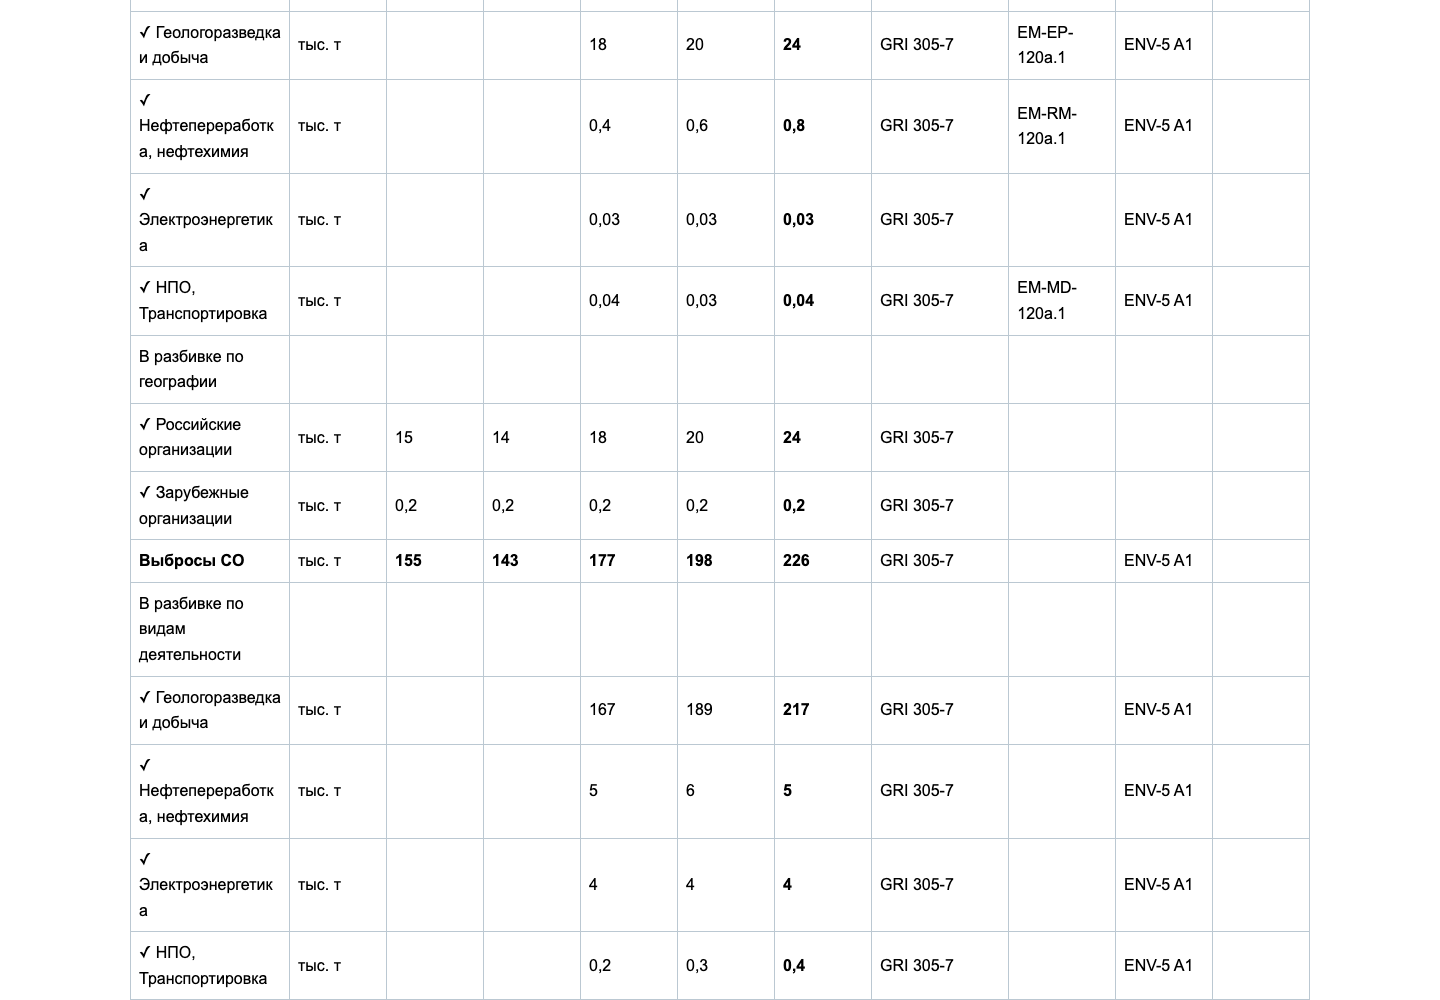 ✓ Геологоразведка
и добыча
тыс. т 18 20 24 GRI 305-7 EM-EP-
120a.1
ENV-5 A1
✓
Нефтепереработк
а, нефтехимия
тыс. т 0,4 0,6 0,8 GRI 305-7 EM-RM-
120a.1
ENV-5 A1
✓
Электроэнергетик
а
тыс. т 0,03 0,03 0,03 GRI 305-7 ENV-5 A1
✓ НПО,
Транспортировка
тыс. т 0,04 0,03 0,04 GRI 305-7 EM-MD-
120a.1
ENV-5 A1
В разбивке по
географии
✓ Российские
организации
тыс. т 15 14 18 20 24 GRI 305-7
✓ Зарубежные
организации
тыс. т 0,2 0,2 0,2 0,2 0,2 GRI 305-7
Выбросы CO тыс. т 155 143 177 198 226 GRI 305-7 ENV-5 A1
В разбивке по
видам
деятельности
✓ Геологоразведка
и добыча
тыс. т 167 189 217 GRI 305-7 ENV-5 A1
✓
Нефтепереработк
а, нефтехимия
тыс. т 5 6 5 GRI 305-7 ENV-5 A1
✓
Электроэнергетик
а
тыс. т 4 4 4 GRI 305-7 ENV-5 A1
✓ НПО,
Транспортировка
тыс. т 0,2 0,3 0,4 GRI 305-7 ENV-5 A1